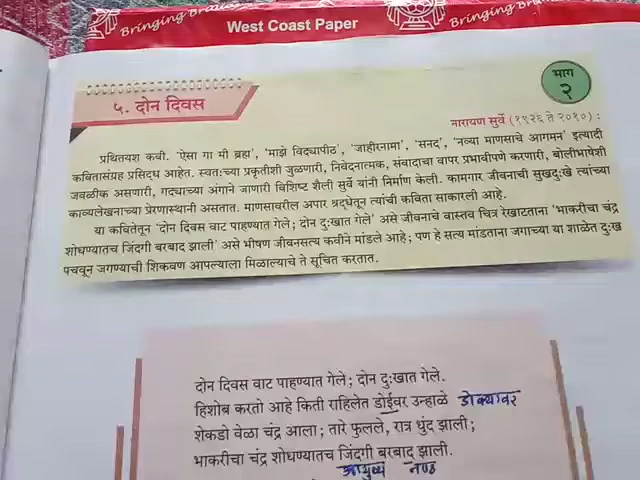 Bringing
West Coast Paper
Bringing
भाग
२
५. दोन दिवस
नारायण सुर्वे (१९२६ ते २०१०) :
प्रथितयश कवी. 'ऐसा गा मी ब्रह्म', 'माझे विद्यापीठ', 'जाहीरनामा', 'सनद', 'नव्या माणसाचे आगमन' इत्यादी
कवितासंग्रह प्रसिद्ध आहेत. स्वत:च्या प्रकृतीशी जुळणारी, निवेदनात्मक, संवादाचा वापर प्रभावीपणे करणारी, बोलीभाषेशी
जवळीक असणारी, गद्याच्या अंगाने जाणारी विशिष्ट शैली सुर्वे यांनी निर्माण केली. कामगार जीवनाची सुखदु:खे त्यांच्या
काव्यलेखनाच्या प्रेरणास्थानी असतात. माणसावरील अपार श्रद्धेतून त्यांची कविता साकारली आहे.
या कवितेतून 'दोन दिवस वाट पाहण्यात गेले; दोन दु:खात गेले' असे जीवनाचे वास्तव चित्र रेखाटताना 'भाकरीचा चंद्र
शोधण्यातच जिंदगी बरबाद झाली' असे भीषण जीवनसत्य कवीने मांडले आहे; पण हे सत्य मांडताना जगाच्या या शाळेत दु:ख
पचवून जगण्याची शिकवण आपल्याला मिळाल्याचे ते सूचित करतात.
दोन दिवस वाट पाहण्यात गेले; दोन दु:खात गेले.
हिशोब करतो आहे किती राहिलेत डोईवर उन्हाळे डोक्यावर
शेकडो वेळा चंद्र आला; तारे फुलले, रात्र धुंद झाली;
भाकरीचा चंद्र शोधण्यातच जिंदगी बरबाद झाली.
आयुष्य नष्ट